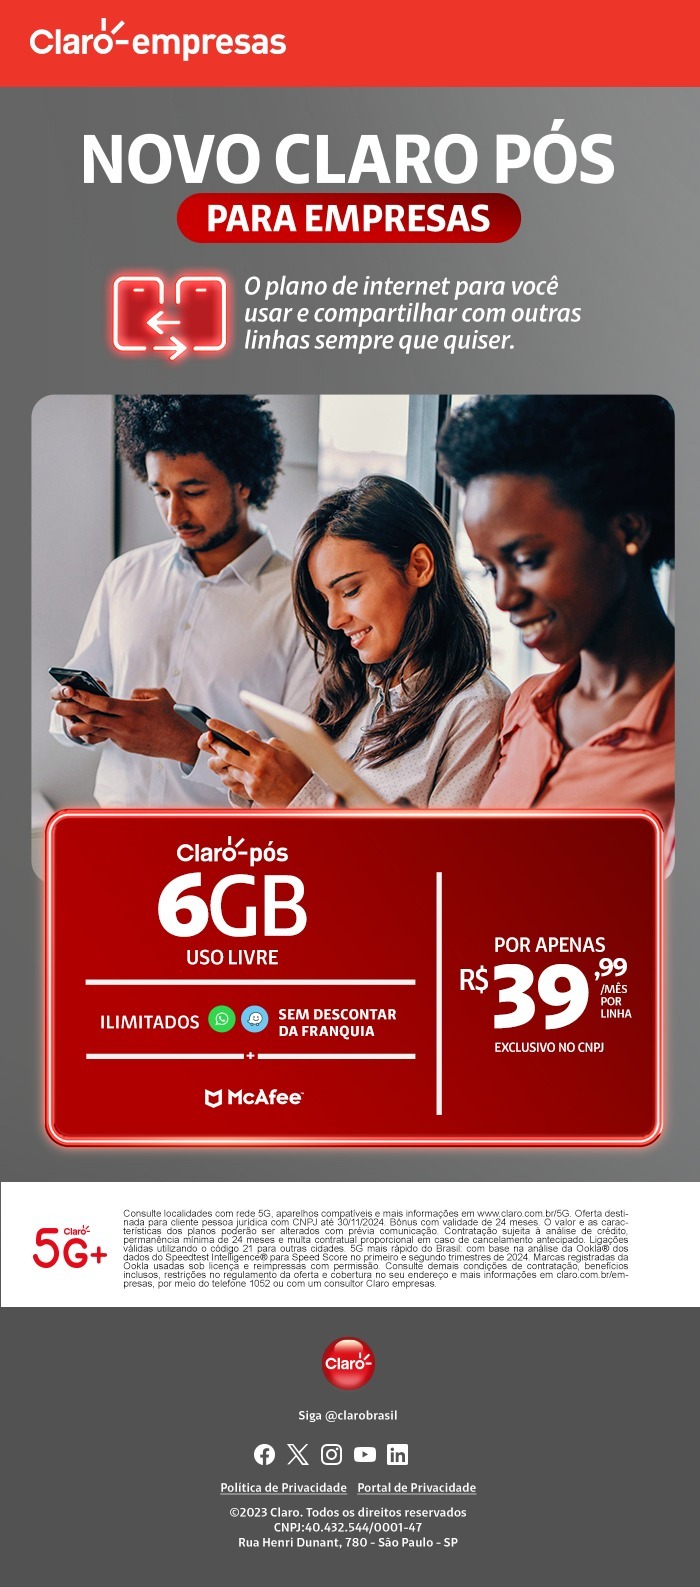 Claro-empresas
NOVO CLARO PÓS
PARA EMPRESAS
O plano de internet para você
usar e compartilhar com outras
linhas sempre que quiser.
Claro-pós
6GB
USO LIVRE
ILIMITADOS
SEM DESCONTAR
DA FRANQUIA
+
McAfee™
POR APENAS
R$39,99
/MÊS
POR
LINHA
EXCLUSIVO NO CNPJ
Claro-
5G+
Consulte localidades com rede 5G, aparelhos compatíveis e mais informações em www.claro.com.br/5G. Oferta desti-
nada para cliente pessoa jurídica com CNPJ até 30/11/2024. Bônus com validade de 24 meses. O valor e as carac-
terísticas dos planos poderão ser alterados com prévia comunicação. Contratação sujeita à análise de crédito,
permanência mínima de 24 meses e multa contratual proporcional em caso de cancelamento antecipado. Ligações
válidas utilizando o código 21 para outras cidades. 5G mais rápido do Brasil: com base na análise da Ookla® dos
dados do Speedtest Intelligence® para Speed Score no primeiro e segundo trimestres de 2024. Marcas registradas da
Ookla usadas sob licença e reimpressas com permissão. Consulte demais condições de contratação, benefícios
inclusos, restrições no regulamento da oferta e cobertura no seu endereço e mais informações em claro.com.br/em-
presas, por meio do telefone 1052 ou com um consultor Claro empresas.
Claro-
Siga @clarobrasil
Política de Privacidade Portal de Privacidade
©2023 Claro. Todos os direitos reservados
CNPJ:40.432.544/0001-47
Rua Henri Dunant, 780 - São Paulo - SP